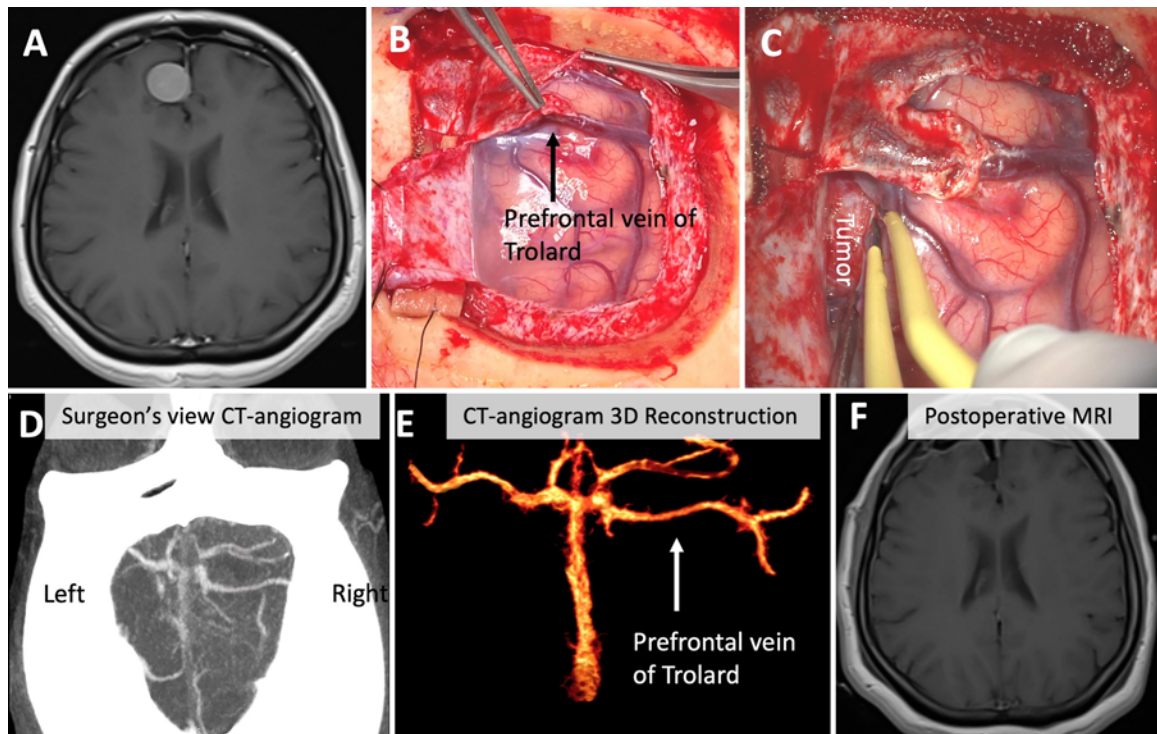 A
B
Prefrontal vein of
Trolard
C
Tumor
D
Surgeon's view CT-angiogram
Left
Right
E
CT-angiogram 3D Reconstruction
Prefrontal vein
of Trolard
F
Postoperative MRI